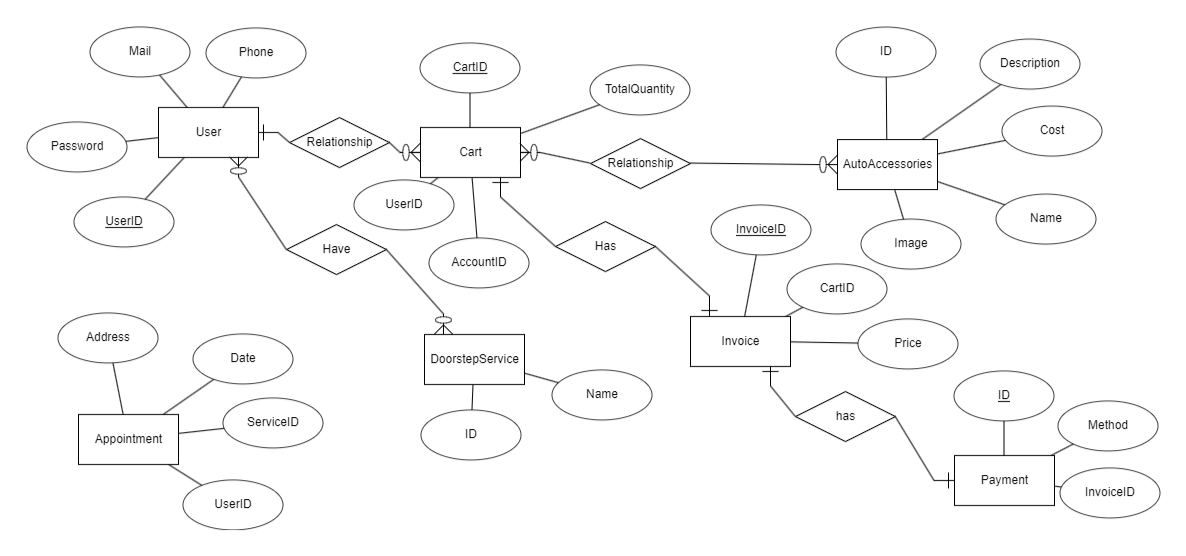 Mail
Phone
ID
Description
CartID
TotalQuantity
User
Cost
Password
Relationship
Cart
Relationship
AutoAccessories
UserID
UserID
Name
InvoiceID
Image
Have
Has
AccountID
CartID
Address
Date
DoorstepService
Invoice
Price
Name
ID
ServiceID
has
Method
Appointment
ID
Payment
InvoiceID
UserID